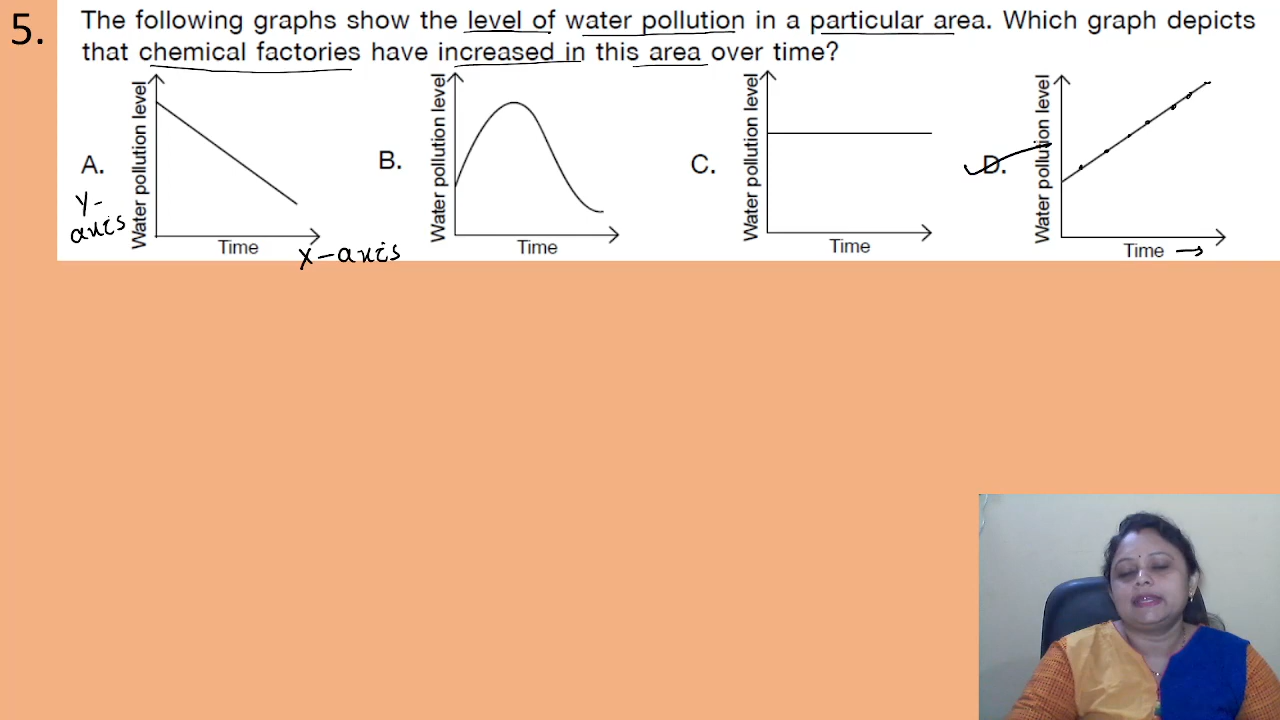 5.
The following graphs show the level of water pollution in a particular area. Which graph depicts
that chemical factories have increased in this area over time?
A.
Water pollution level
Time
Y-
axis
X-axis
B.
Water pollution level
Time
C.
Water pollution level
Time
D.
Water pollution level
Time →